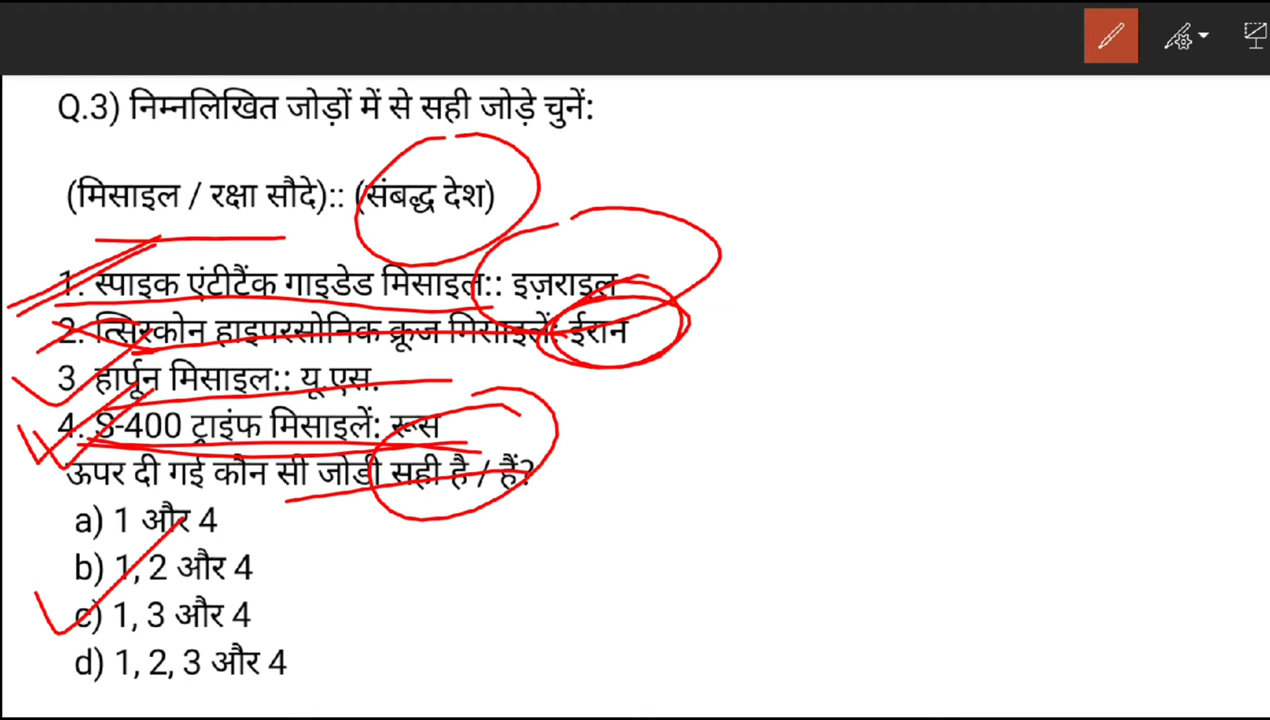 Q.3) निम्नलिखित जोड़ों में से सही जोड़े चुनें:
(मिसाइल / रक्षा सौदे):: (संबद्ध देश)
1. स्पाइक एंटीटैंक गाइडेड मिसाइल:: इज़राइल
2. त्सिरकोन हाइपरसोनिक क्रूज मिसाइलें: ईरान
3. हार्पून मिसाइल:: यू.एस.
4. S-400 ट्राइंफ मिसाइलें: रूस
ऊपर दी गई कौन सी जोडी सही है / हैं?
a) 1 और 4
b) 1, 2 और 4
c) 1, 3 और 4
d) 1, 2, 3 और 4